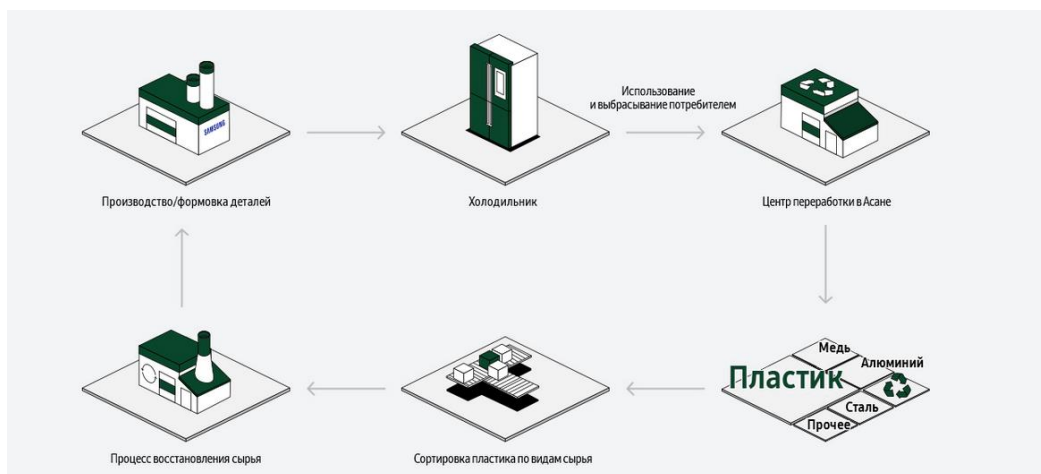 SAMSUNG
Использование
и выбрасывание потребителем
Производство/формовка деталей
Холодильник
Центр переработки в Асане
Медь
Алюминий
Пластик
Сталь
Прочее
Процесс восстановления сырья
Сортировка пластика по видам сырья